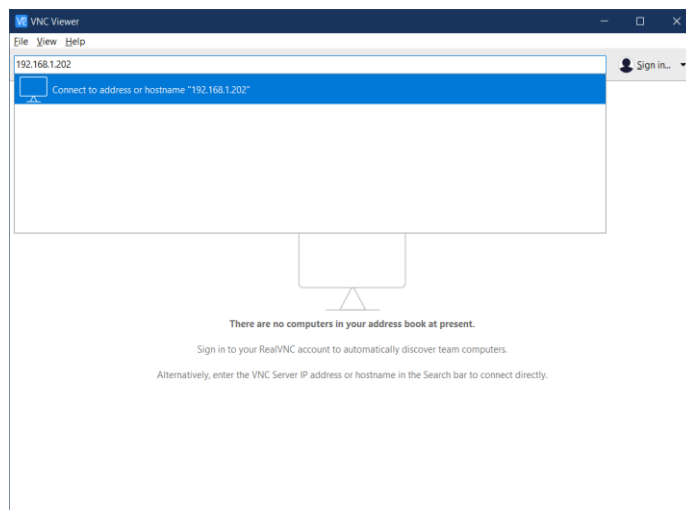 VNC Viewer
File View Help
192.168.1.202
Sign in...
Connect to address or hostname "192.168.1.202"
There are no computers in your address book at present.
Sign in to your RealVNC account to automatically discover team computers.
Alternatively, enter the VNC Server IP address or hostname in the Search bar to connect directly.